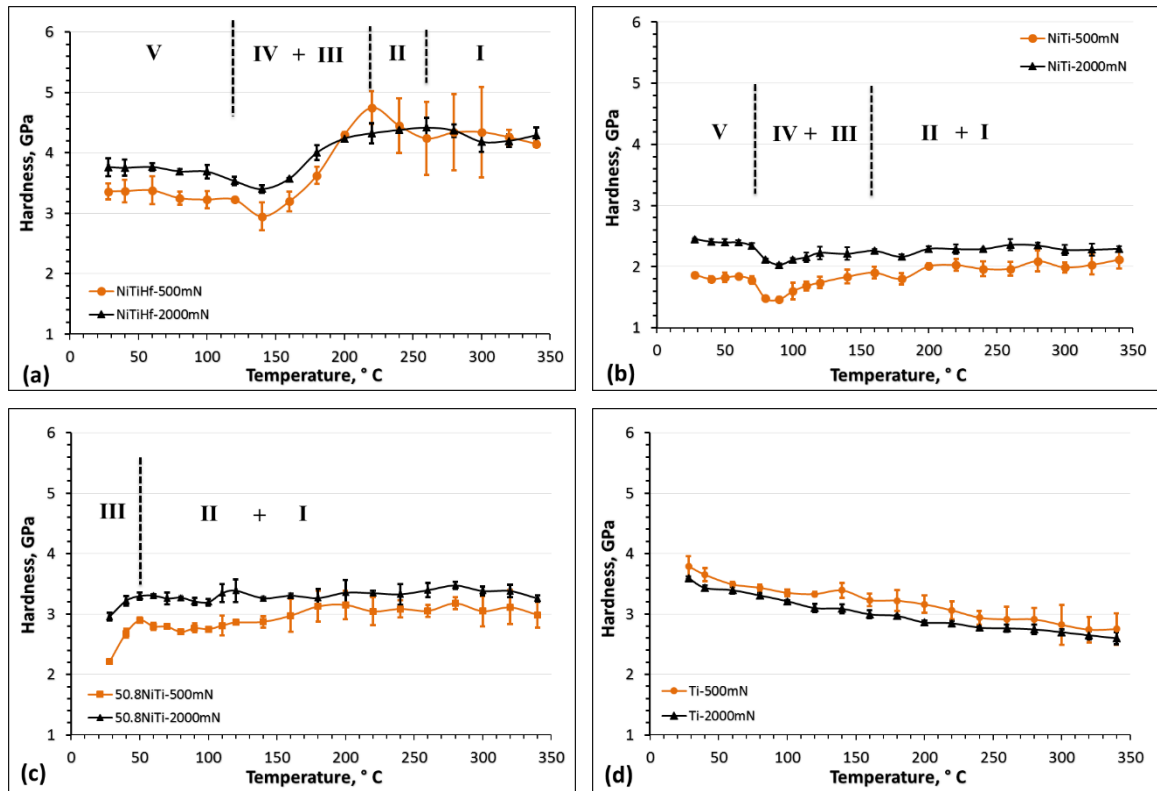 6
5
4
3
2
1
Hardness, GPa
V IV + III II I
NiTiHf-500mN
NiTiHf-2000mN
0 50 100 150 200 250 300 350
Temperature, ° C
(a)
6
5
4
3
2
1
Hardness, GPa
NiTi-500mN
NiTi-2000mN
V IV + III II + I
0 50 100 150 200 250 300 350
Temperature, ° C
(b)
6
5
4
3
2
1
Hardness, GPa
III II + I
50.8NiTi-500mN
50.8NiTi-2000mN
0 50 100 150 200 250 300 350
Temperature, ° C
(c)
6
5
4
3
2
1
Hardness, GPa
Ti-500mN
Ti-2000mN
0 50 100 150 200 250 300 350
Temperature, ° C
(d)